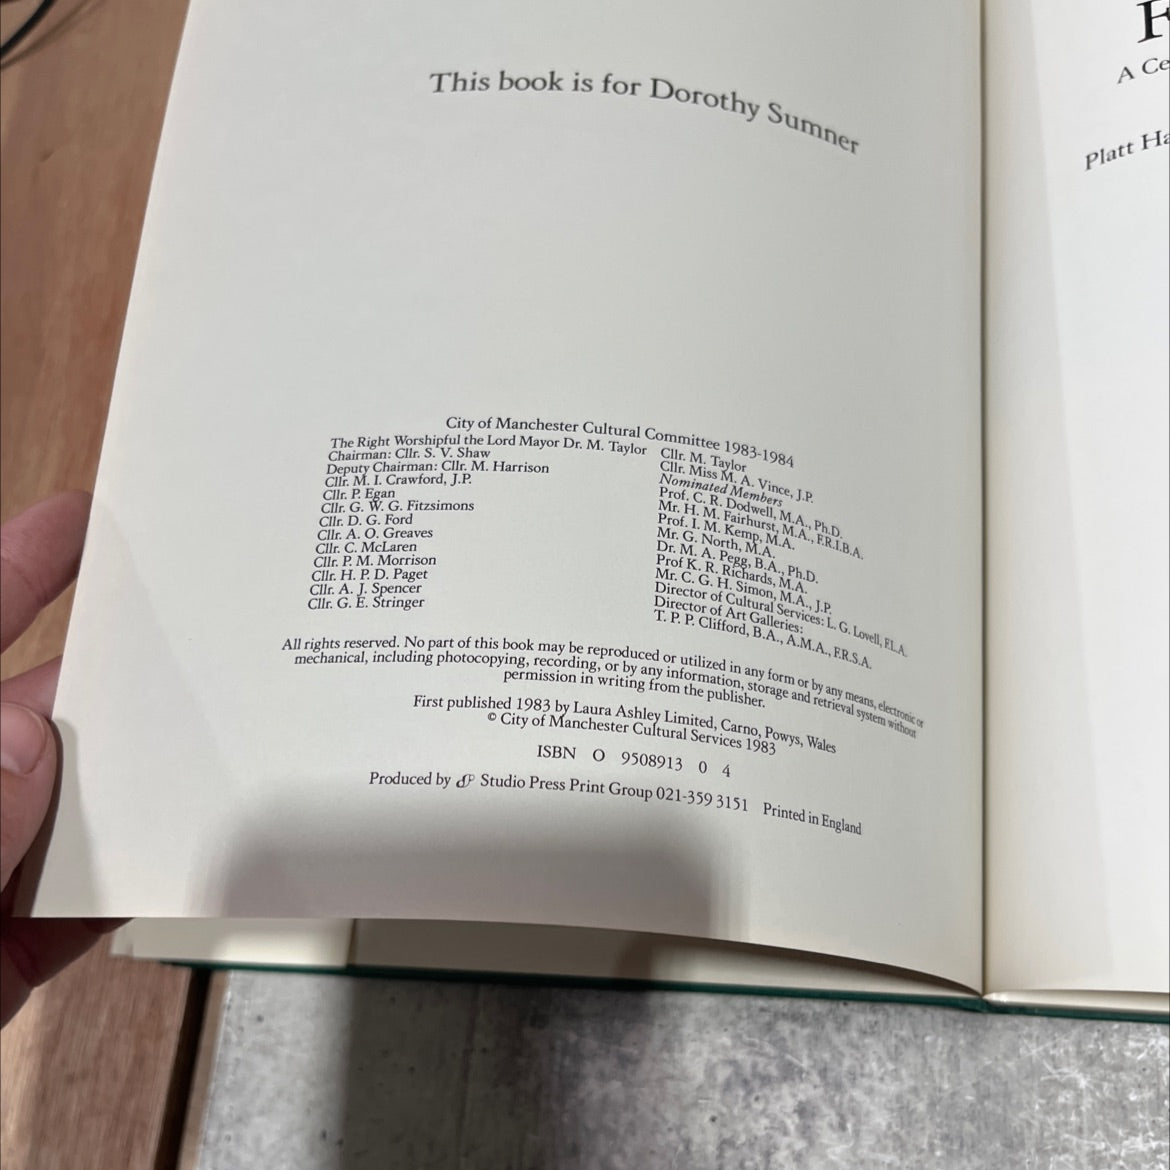 This book is for Dorothy Sumner
City of Manchester Cultural Committee 1983-1984
The Right Worshipful the Lord Mayor Dr. M. Taylor
Chairman: Cllr. S. V. Shaw
Deputy Chairman: Cllr. M. Harrison
Cllr. M. I. Crawford, J.P.
Cllr. P. Egan
Cllr. G. W. G. Fitzsimons
Cllr. D. G. Ford
Cllr. A. O. Greaves
Cllr. C. McLaren
Cllr. P. M. Morrison
Cllr. H. P. D. Paget
Cllr. A. J. Spencer
Cllr. G. E. Stringer
Cllr. M. Taylor
Cllr. Miss M. A. Vince, J.P.
Nominated Members
Prof. C. R. Dodwell, M.A., Ph.D.
Mr. H. M. Fairhurst, M.A., F.R.I.B.A.
Prof. I. M. Kemp, M.A.
Mr. G. North, M.A.
Dr. M. A. Pegg, B.A., Ph.D.
Prof K. R. Richards, M.A.
Mr. C. G. H. Simon, M.A., J.P.
Director of Cultural Services: L. G. Lovell, F.L.A.
Director of Art Galleries:
T. P. P. Clifford, B.A., A.M.A., F.R.S.A.
All rights reserved. No part of this book may be reproduced or utilized in any form or by any means, electronic or
mechanical, including photocopying, recording, or by any information, storage and retrieval system without
permission in writing from the publisher.
First published 1983 by Laura Ashley Limited, Carno, Powys, Wales
© City of Manchester Cultural Services 1983
ISBN O 9508913 0 4
Produced by Studio Press Print Group 021-359 3151 Printed in England
A Ce
Platt Ha